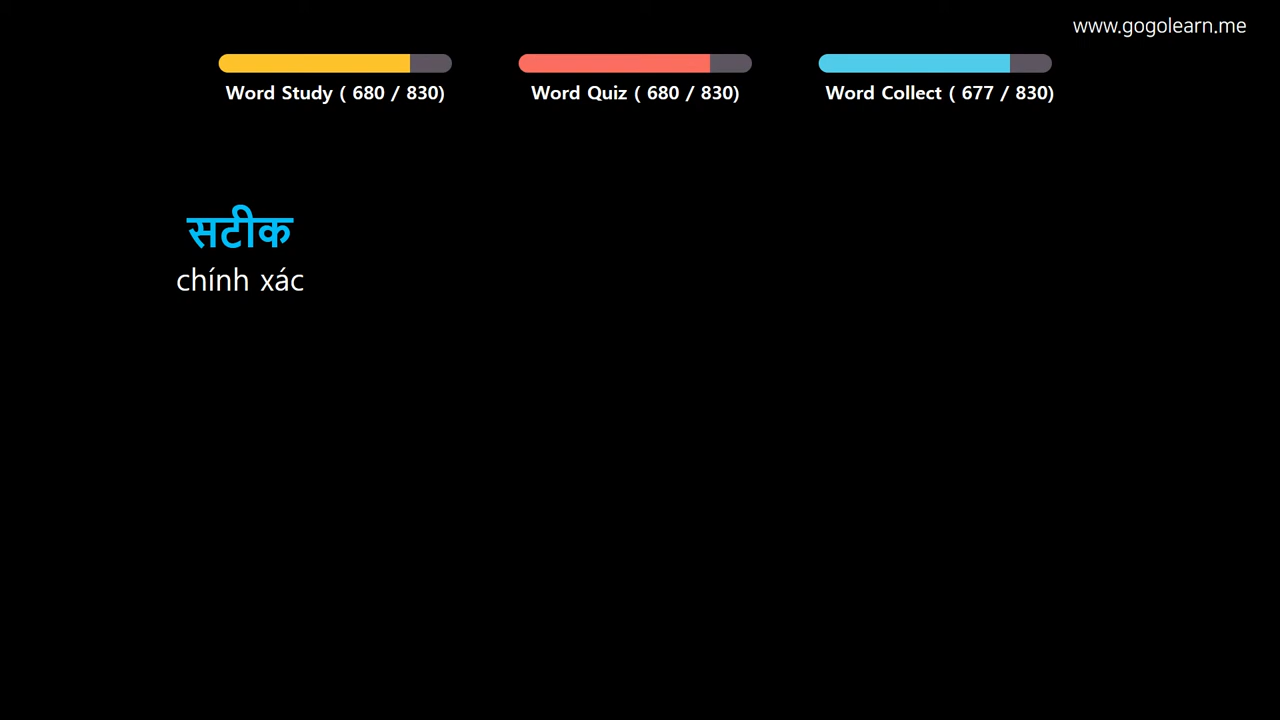 www.gogolearn.me
Word Study ( 680 / 830)
Word Quiz ( 680 / 830)
Word Collect ( 677 / 830)
सटीक
chính xác